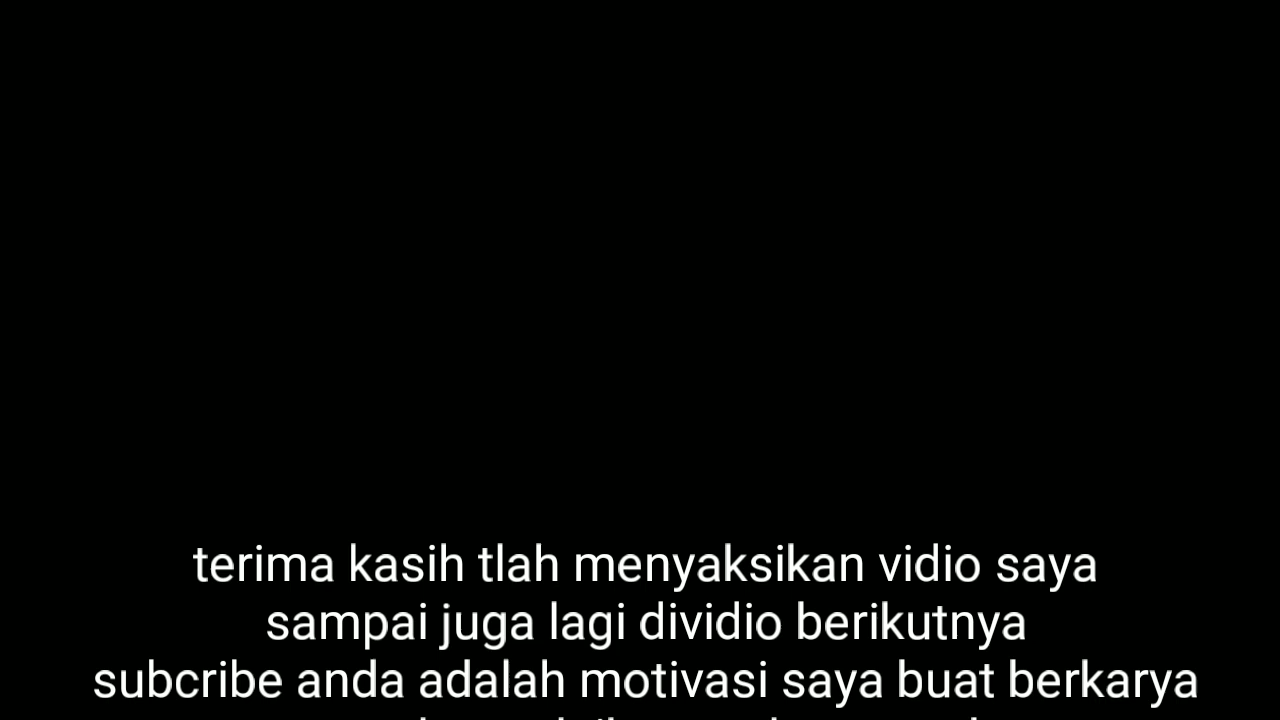 terima kasih tlah menyaksikan vidio saya
sampai juga lagi dividio berikutnya
subcribe anda adalah motivasi saya buat berkarya